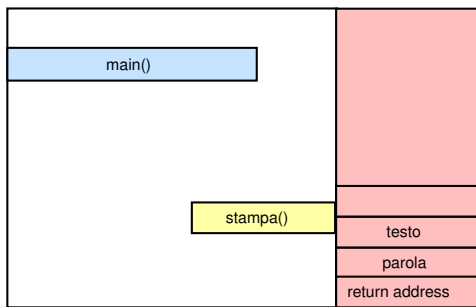 main()
stampa()
testo
parola
return address